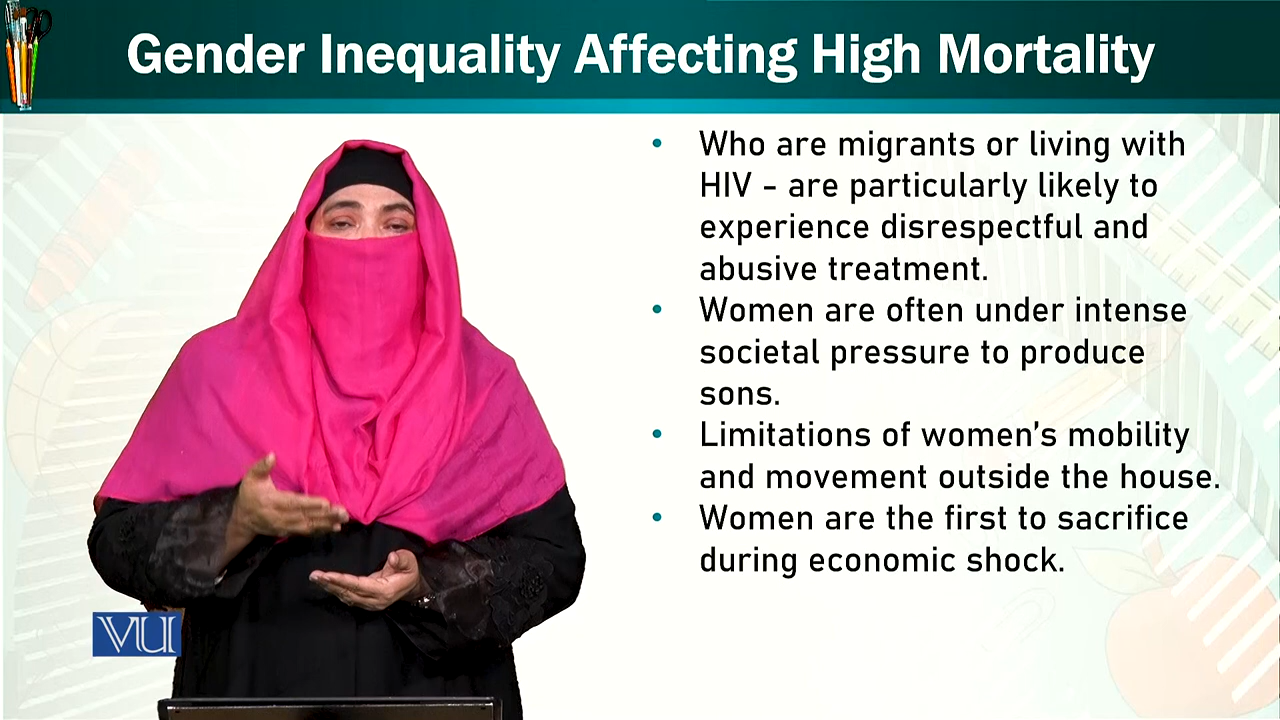 Gender Inequality Affecting High Mortality
• Who are migrants or living with
HIV - are particularly likely to
experience disrespectful and
abusive treatment.
• Women are often under intense
societal pressure to produce
sons.
• Limitations of women's mobility
and movement outside the house.
• Women are the first to sacrifice
during economic shock.
VU